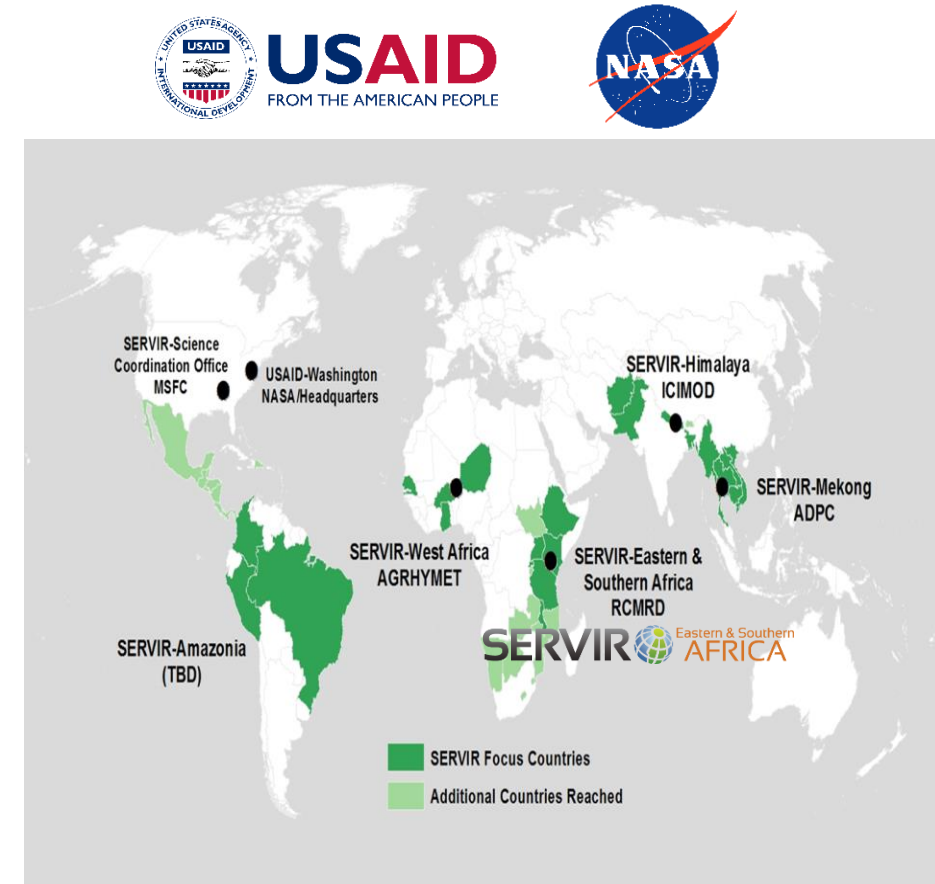 UNITED STATES AGENCY
USAID
INTERNATIONAL DEVELOPMENT
USAID
FROM THE AMERICAN PEOPLE
NASA
SERVIR-Science
Coordination Office
MSFC
USAID-Washington
NASA/Headquarters
SERVIR-Himalaya
ICIMOD
SERVIR-Mekong
ADPC
SERVIR-West Africa
AGRHYMET
SERVIR-Eastern &
Southern Africa
RCMRD
SERVIR Eastern & Southern
AFRICA
SERVIR-Amazonia
(TBD)
SERVIR Focus Countries
Additional Countries Reached